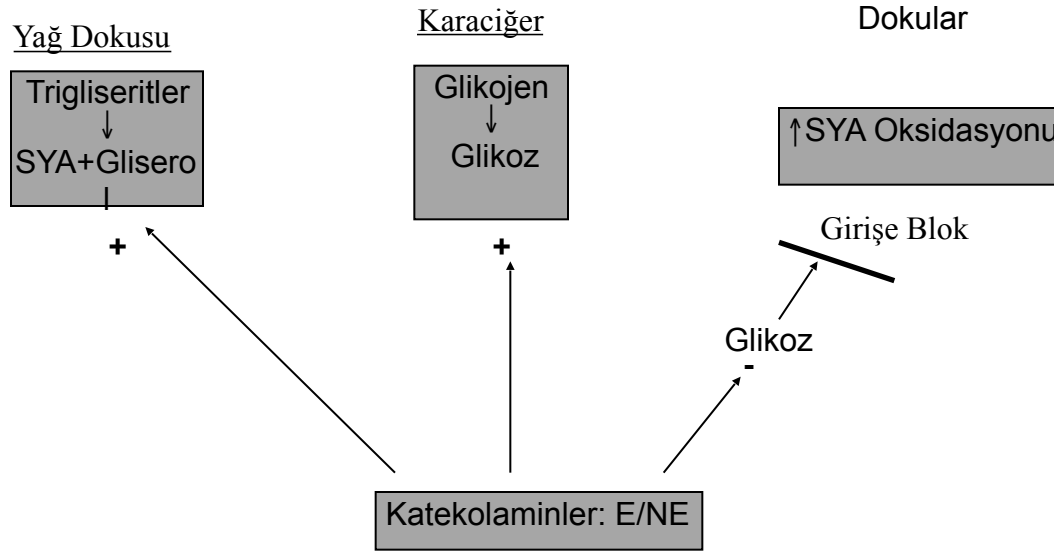 Yağ Dokusu
Trigliseritler
↓
SYA+Glisero
l
+
Karaciğer
Glikojen
↓
Glikoz
+
Dokular
↑SYA Oksidasyonu
Girişe Blok
Glikoz
-
Katekolaminler: E/NE